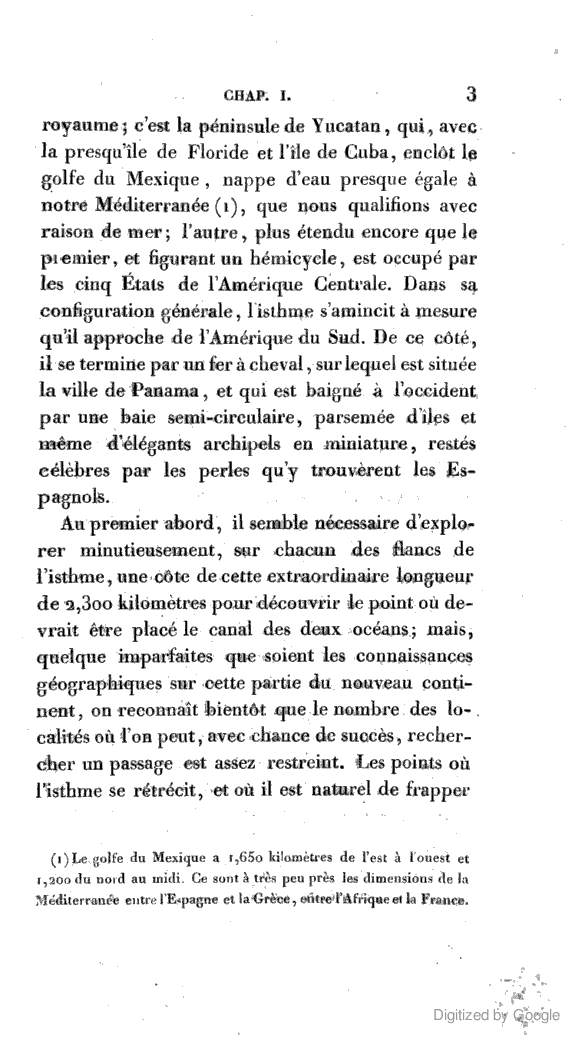 CHAP. I. 3
royaume; c'est la péninsule de Yucatan, qui, avec
la presqu'île de Floride et l'île de Cuba, enclôt le
golfe du Mexique, nappe d'eau presque égale à
notre Méditerranée (1), que nous qualifions avec
raison de mer; l'autre, plus étendu encore que le
premier, et figurant un hémicycle, est occupé par
les cinq États de l'Amérique Centrale. Dans sa
configuration générale, l'isthme s'amincit à mesure
qu'il approche de l'Amérique du Sud. De ce côté,
il se termine par un fer à cheval, sur lequel est située
la ville de Panama, et qui est baigné à l'occident
par une baie semi-circulaire, parsemée d'îles et
même d'élégants archipels en miniature, restés
célèbres par les perles qu'y trouvèrent les Es-
pagnols.
Au premier abord, il semble nécessaire d'explo-
rer minutieusement, sur chacun des flancs de
l'isthme, une côte de cette extraordinaire longueur
de 2,300 kilomètres pour découvrir le point où de-
vrait être placé le canal des deux océans; mais,
quelque imparfaites que soient les connaissances
géographiques sur cette partie du nouveau conti-
nent, on reconnaît bientôt que le nombre des lo-
calités où l'on peut, avec chance de succès, recher-
cher un passage est assez restreint. Les points où
l'isthme se rétrécit, et où il est naturel de frapper
(1) Le golfe du Mexique a 1,650 kilomètres de l'est à l'ouest et
1,200 du nord au midi. Ce sont à très peu près les dimensions de la
Méditerranée entre l'Espagne et la Grèce, entre l'Afrique et la France.
Digitized by Google